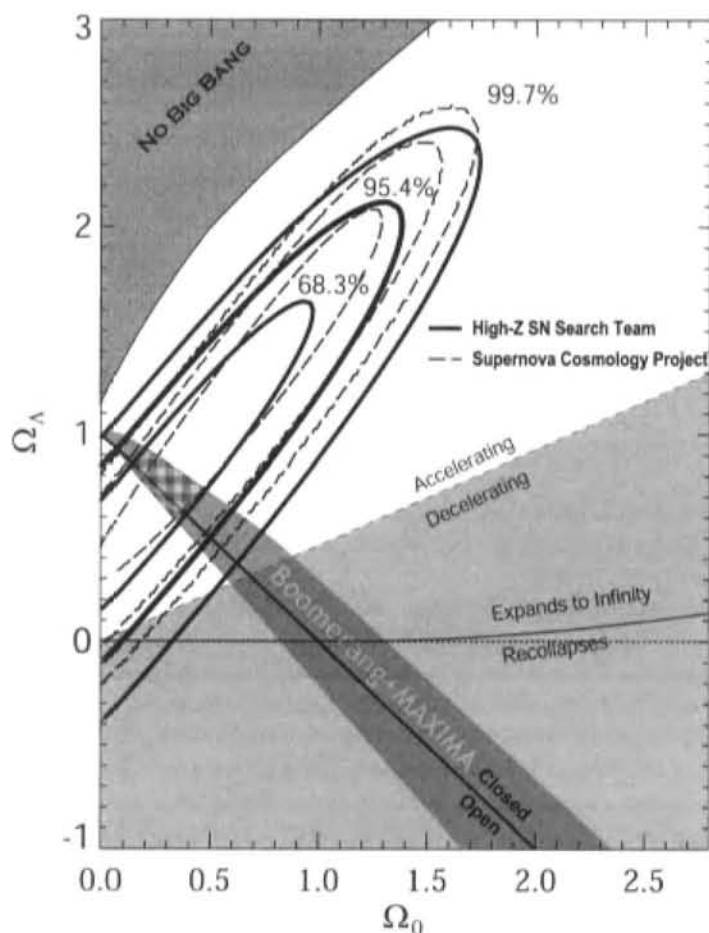 3
NO BIG BANG
99.7%
2
95.4%
68.3%
High-Z SN Search Team
Supernova Cosmology Project
Ω_Λ
1
Accelerating
Decelerating
Boomerang+MAXIMA
Expands to Infinity
0
Recollapses
Closed
Open
-1
0.0 0.5 1.0 1.5 2.0 2.5
Ω₀